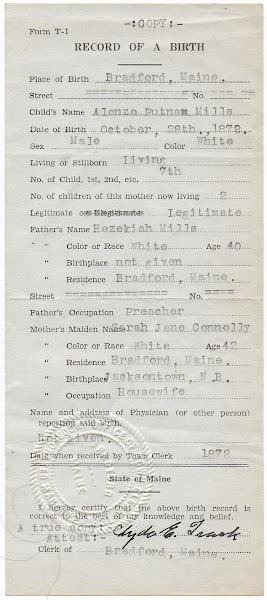 -:COPY:-
Form T-1
RECORD OF A BIRTH
Place of Birth Bradford, Maine.
Street ================ No. ==== == ==
Child's Name Alonzo Putnam Mills
Date of Birth October, 28th., 1872.
Sex Male Color White
Living or Stillborn living
No. of Child, 1st, 2nd, etc. 7th
No. of children of this mother now living 2
Legitimate or Illegitimate Legitimate
Father's Name Hezekiah Mills
" Color or Race White Age 40
" Birthplace not given
" Residence Bradford, Maine.
Street ============== No. ====
Father's Occupation Preacher
Mother's Maiden Name Sarah Jane Connolly
" Color or Race White Age 42
" Residence Bradford, Maine.
" Birthplace Jacksontown, N.B.
" Occupation Housewife
Name and address of Physician (or other person)
reporting said birth.
Not given.
Date when received by Town Clerk 1872
State of Maine
I hereby certify that the above birth record is
correct to the best of my knowledge and belief.
A true copy:
Attest:- Clyde E.
Clerk of Bradford, Maine.